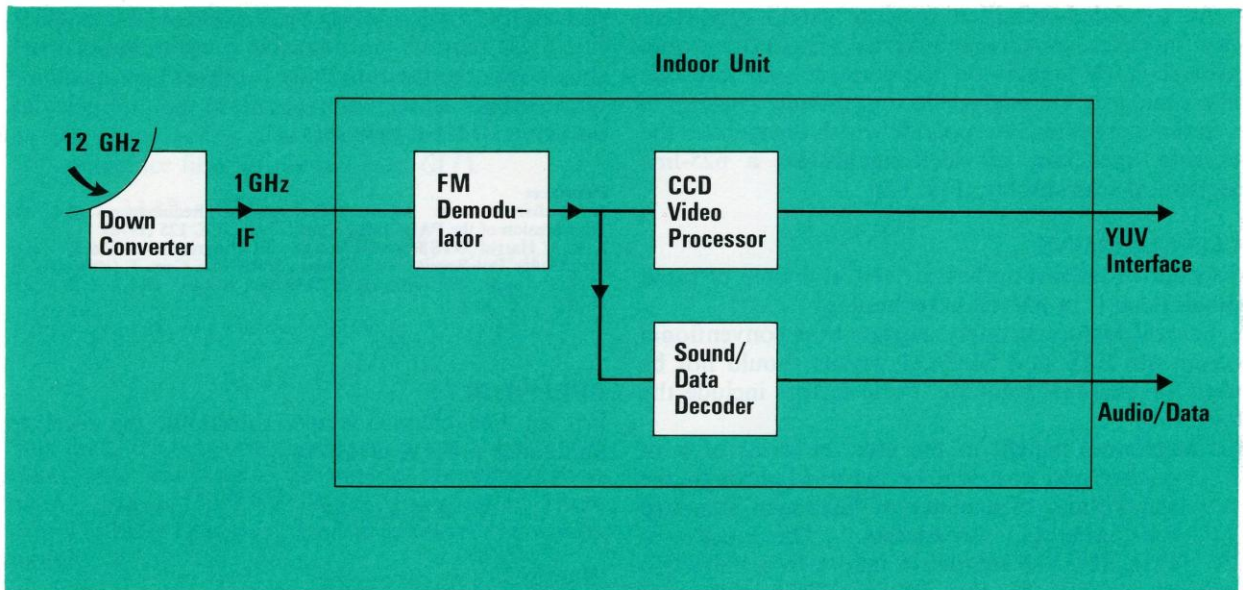 Indoor Unit
12 GHz
Down
Converter
1 GHz
IF
FM
Demodu-
lator
CCD
Video
Processor
YUV
Interface
Sound/
Data
Decoder
Audio/Data